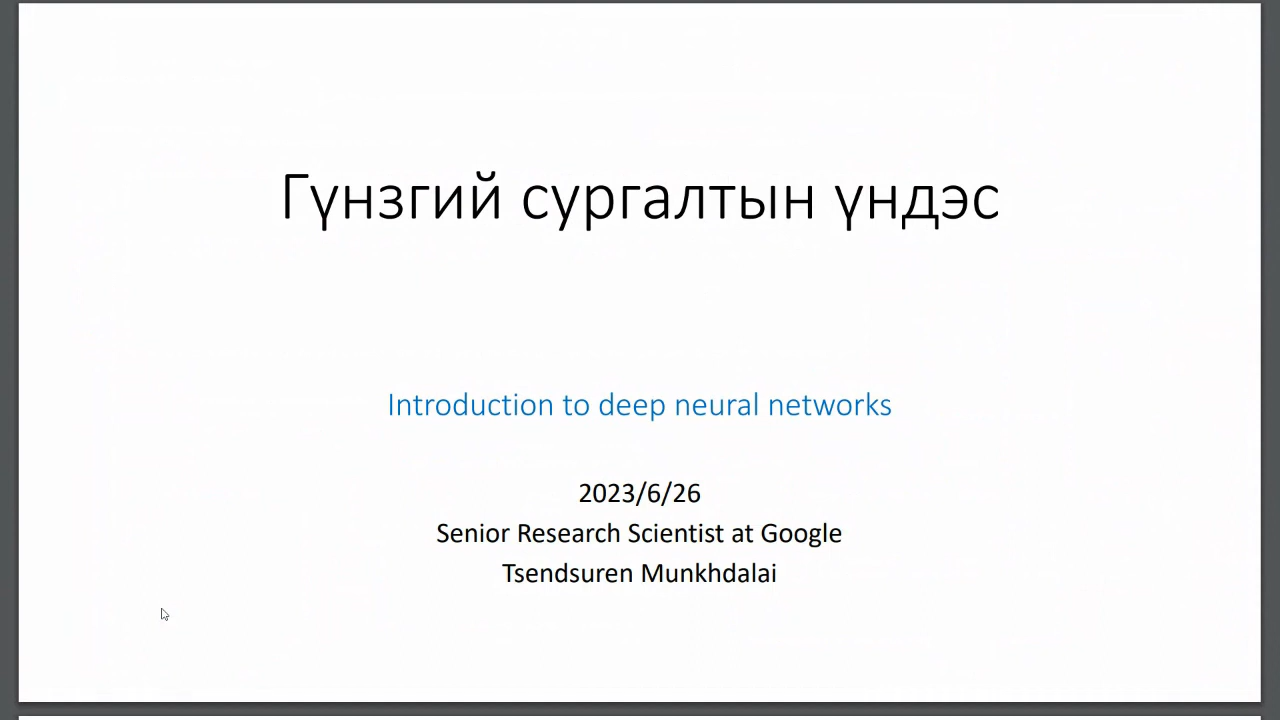 Гүнзгий сургалтын үндэс
Introduction to deep neural networks
2023/6/26
Senior Research Scientist at Google
Tsendsuren Munkhdalai